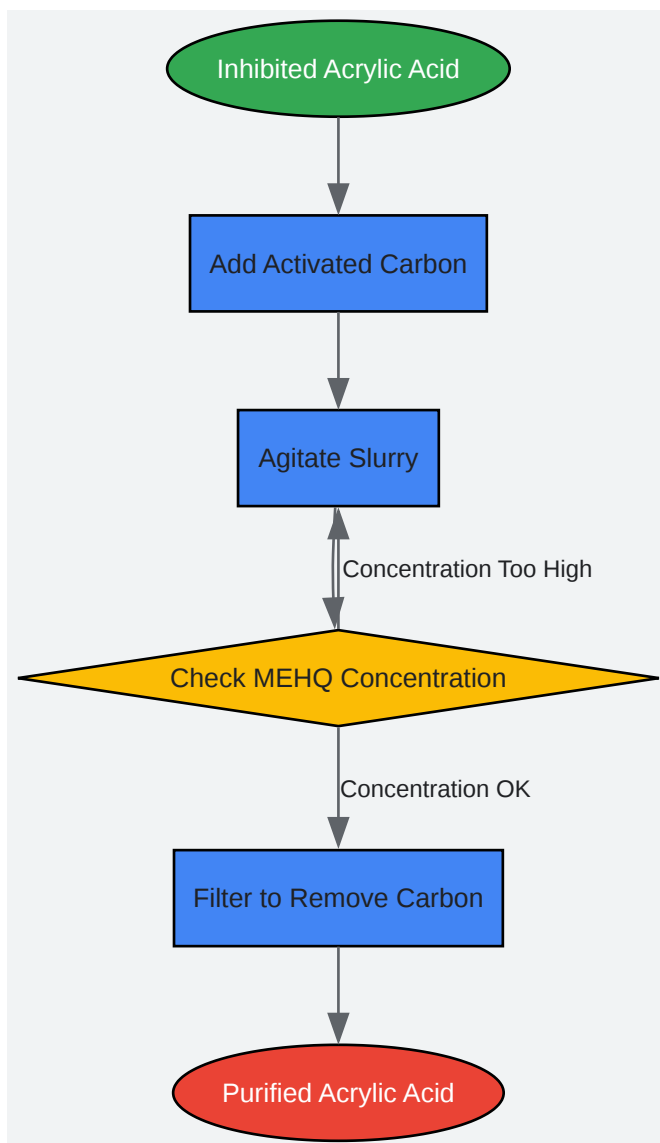 Inhibited Acrylic Acid
Add Activated Carbon
Agitate Slurry
Concentration Too High
Check MEHQ Concentration
Concentration OK
Filter to Remove Carbon
Purified Acrylic Acid